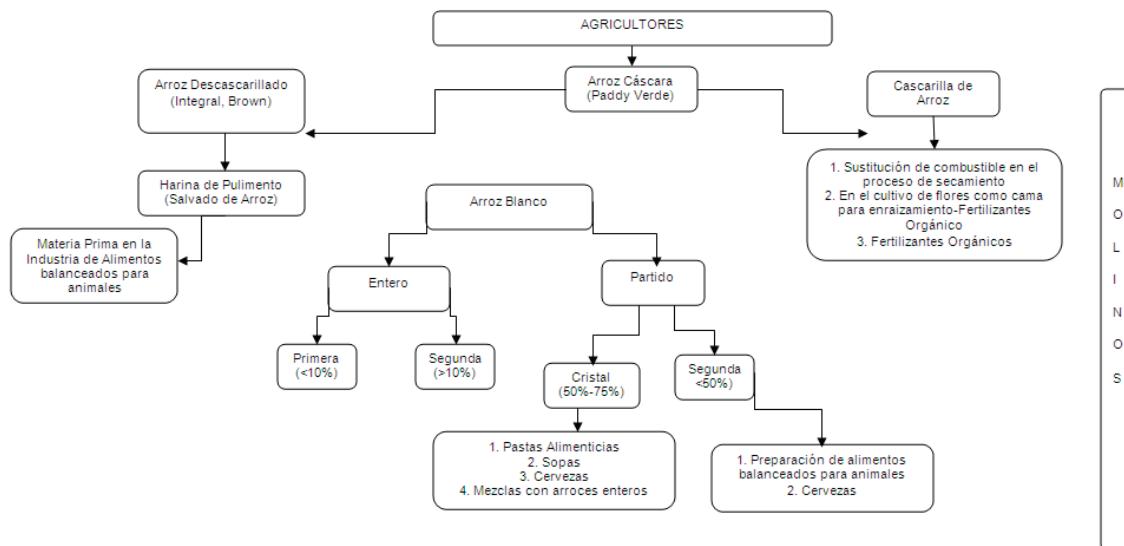 AGRICULTORES
Arroz Descascarillado
(Integral, Brown)
Arroz Cáscara
(Paddy Verde)
Cascarilla de
Arroz
1. Sustitución de combustible en el
proceso de secamiento
2. En el cultivo de flores como cama
para enraizamiento-Fertilizantes
Orgánico
3. Fertilizantes Orgánicos
Harina de Pulimento
(Salvado de Arroz)
Arroz Blanco
Materia Prima en la
Industria de Alimentos
balanceados para
animales
Entero
Partido
Primera
(<10%)
Segunda
(>10%)
Cristal
(50%-75%)
Segunda
<50%)
1. Pastas Alimenticias
2. Sopas
3. Cervezas
4. Mezclas con arroces enteros
1. Preparación de alimentos
balanceados para animales
2. Cervezas
M
O
L
I
N
O
S